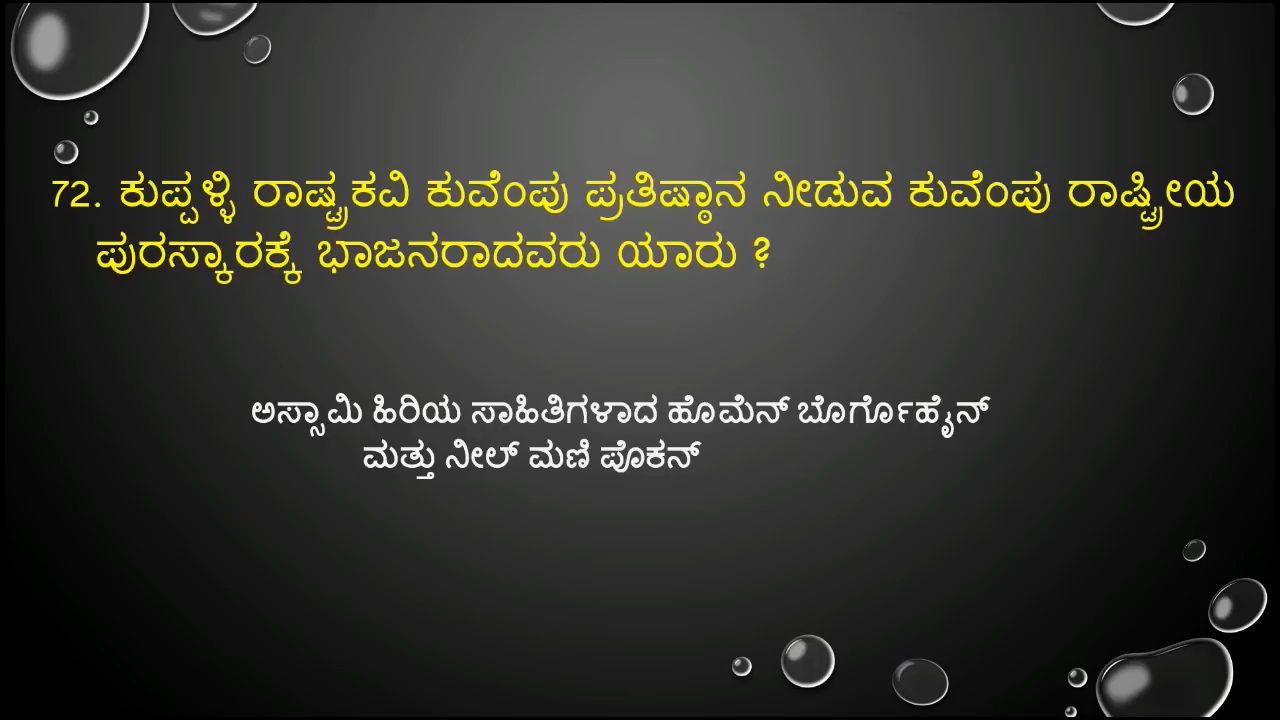 72. ಕುಪ್ಪಳ್ಳಿ ರಾಷ್ಟ್ರಕವಿ ಕುವೆಂಪು ಪ್ರತಿಷ್ಠಾನ ನೀಡುವ ಕುವೆಂಪು ರಾಷ್ಟ್ರೀಯ
ಪುರಸ್ಕಾರಕ್ಕೆ ಭಾಜನರಾದವರು ಯಾರು ?
ಅಸ್ಸಾಮಿ ಹಿರಿಯ ಸಾಹಿತಿಗಳಾದ ಹೊಮೆನ್ ಬೊರ್ಗೊಹೈನ್
ಮತ್ತು ನೀಲ್ ಮಣಿ ಪೊಕನ್